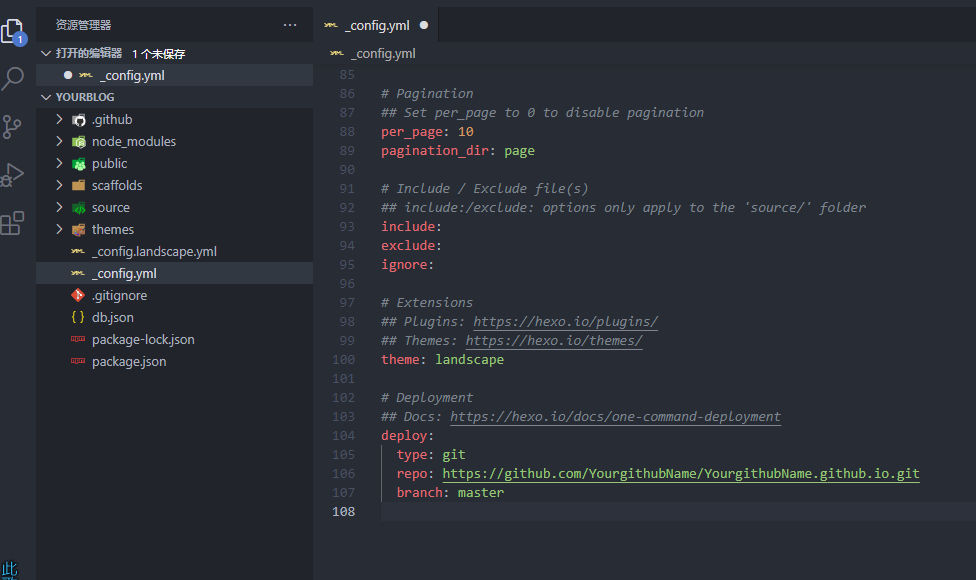 资源管理器
打开的编辑器 1 个未保存
_config.yml
YOURBLOG
.github
node_modules
public
scaffolds
source
themes
_config.landscape.yml
_config.yml
.gitignore
db.json
package-lock.json
package.json
1
_config.yml
_config.yml
85
86 # Pagination
87 ## Set per_page to 0 to disable pagination
88 per_page: 10
89 pagination_dir: page
90
91 # Include / Exclude file(s)
92 ## include:/exclude: options only apply to the 'source/' folder
93 include:
94 exclude:
95 ignore:
96
97 # Extensions
98 ## Plugins: https://hexo.io/plugins/
99 ## Themes: https://hexo.io/themes/
100 theme: landscape
101
102 # Deployment
103 ## Docs: https://hexo.io/docs/one-command-deployment
104 deploy:
105 type: git
106 repo: https://github.com/YourgithubName/YourgithubName.github.io.git
107 branch: master
108
此